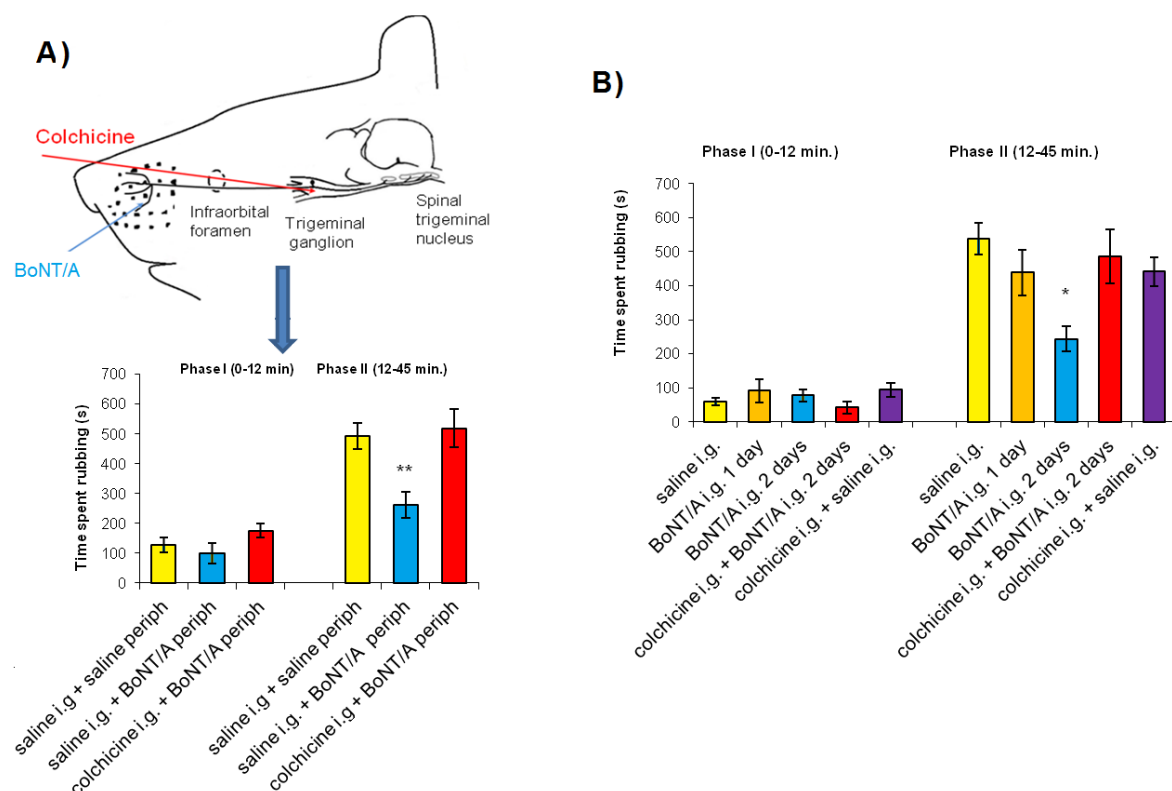 A)
Colchicine
Infraorbital
foramen
Trigeminal
ganglion
Spinal
trigeminal
nucleus
BoNT/A
Phase I (0-12 min)
Phase II (12-45 min.)
Time spent rubbing (s)
700
600
500
400
300
200
100
0
saline i.g + saline periph
saline i.g. + BoNT/A periph
colchicine i.g. + BoNT/A periph
**
saline i.g + saline periph
saline i.g. + BoNT/A periph
colchicine i.g + BoNT/A periph
B)
Phase I (0-12 min.)
Phase II (12-45 min.)
Time spent rubbing (s)
700
600
500
400
300
200
100
0
*
saline i.g.
BoNT/A i.g. 1 day
BoNT/A i.g. 2 days
colchicine i.g. + BoNT/A i.g. 2 days
colchicine i.g. + saline i.g.
saline i.g.
BoNT/A i.g. 1 day
BoNT/A i.g. 2 days
colchicine i.g. + BoNT/A i.g. 2 days
colchicine i.g. + saline i.g.